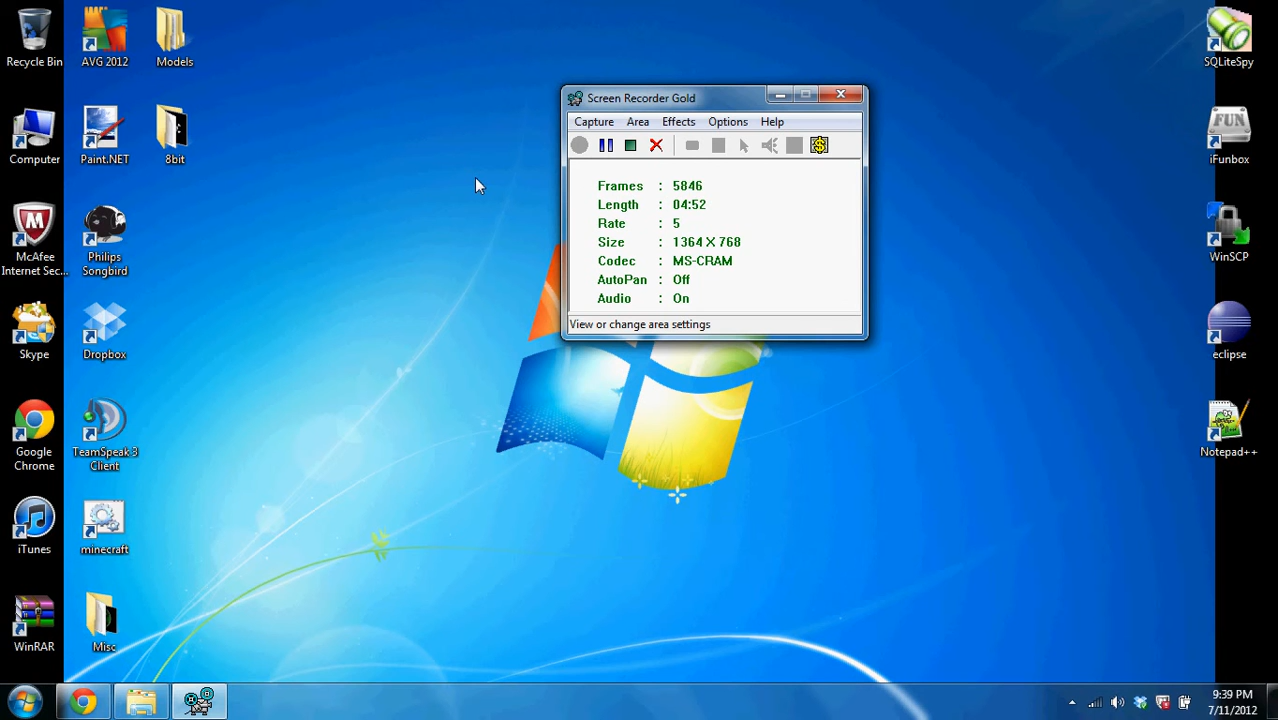 Recycle Bin
Computer
McAfee
Internet Sec...
Skype
Google
Chrome
iTunes
WinRAR
AVG 2012
Paint.NET
Philips
Songbird
Dropbox
TeamSpeak 3
Client
minecraft
Misc
Models
8bit
Screen Recorder Gold
Capture Area Effects Options Help
Frames : 5846
Length : 04:52
Rate : 5
Size : 1364 X 768
Codec : MS-CRAM
AutoPan : Off
Audio : On
View or change area settings
SQLiteSpy
FUN
iFunbox
WinSCP
eclipse
Notepad++
9:39 PM
7/11/2012